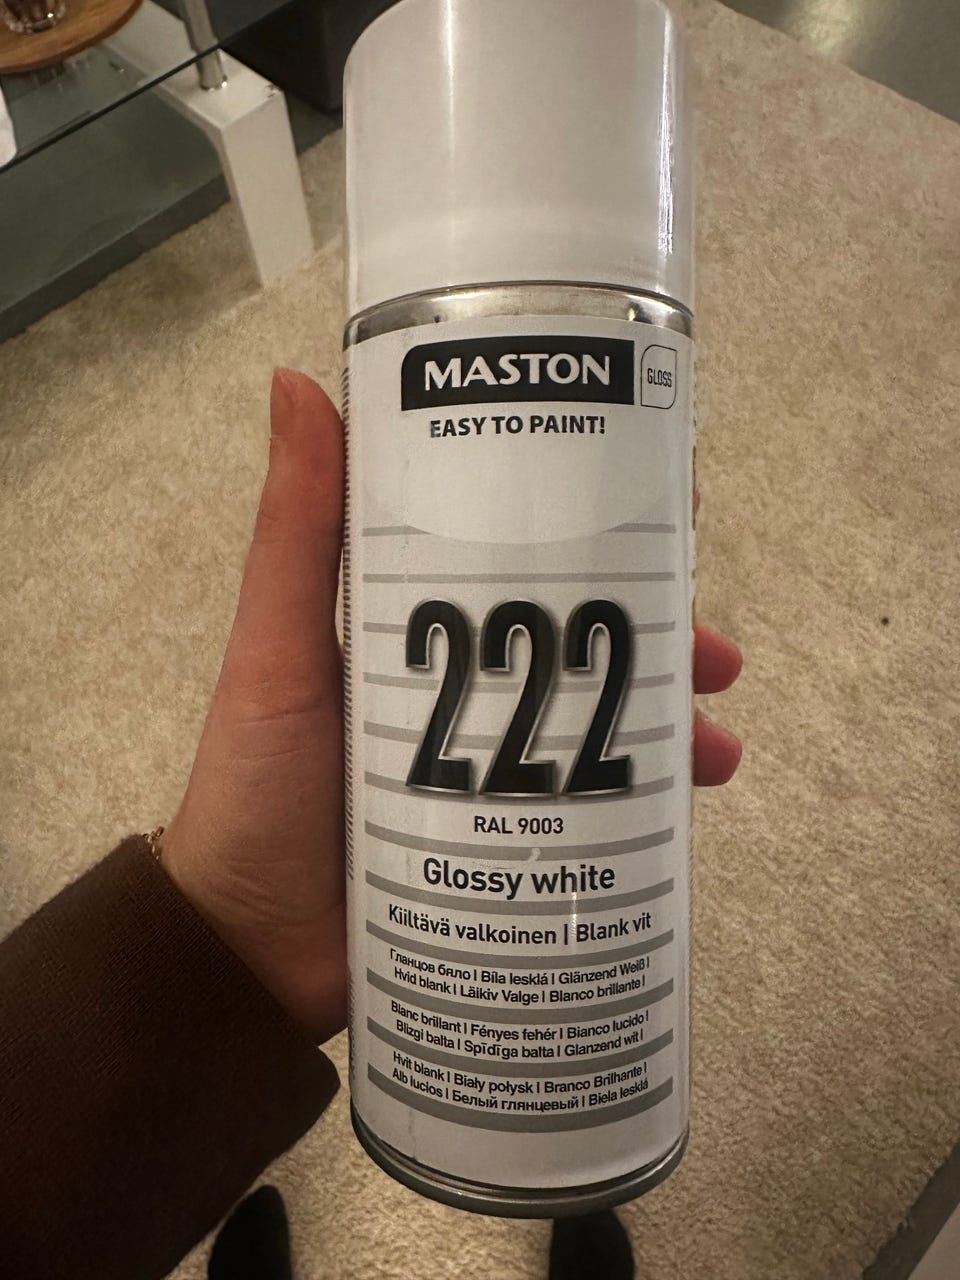 MASTON
GLOSS
EASY TO PAINT!
222
RAL 9003
Glossy white
Kiiltävä valkoinen | Blank vit
Гланцов бяло | Bíla lesklá | Glänzend Weiß |
Hvid blank | Läikiv Valge | Blanco brillante |
Blanc brillant | Fényes fehér | Bianco lucido |
Blizgi balta | Spīdīga balta | Glanzend wit |
Hvit blank | Biały połysk | Branco Brilhante |
Alb lucios | Белый глянцевый | Biela lesklá